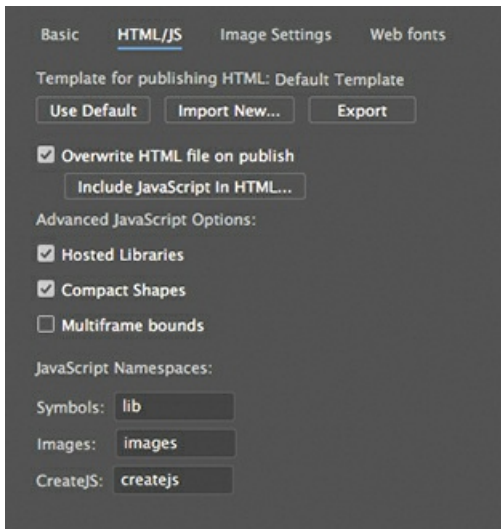 Basic HTML/JS Image Settings Web fonts
Template for publishing HTML: Default Template
Use Default Import New... Export
Overwrite HTML file on publish
Include JavaScript In HTML...
Advanced JavaScript Options:
Hosted Libraries
Compact Shapes
Multiframe bounds
JavaScript Namespaces:
Symbols: lib
Images: images
CreateJS: createjs